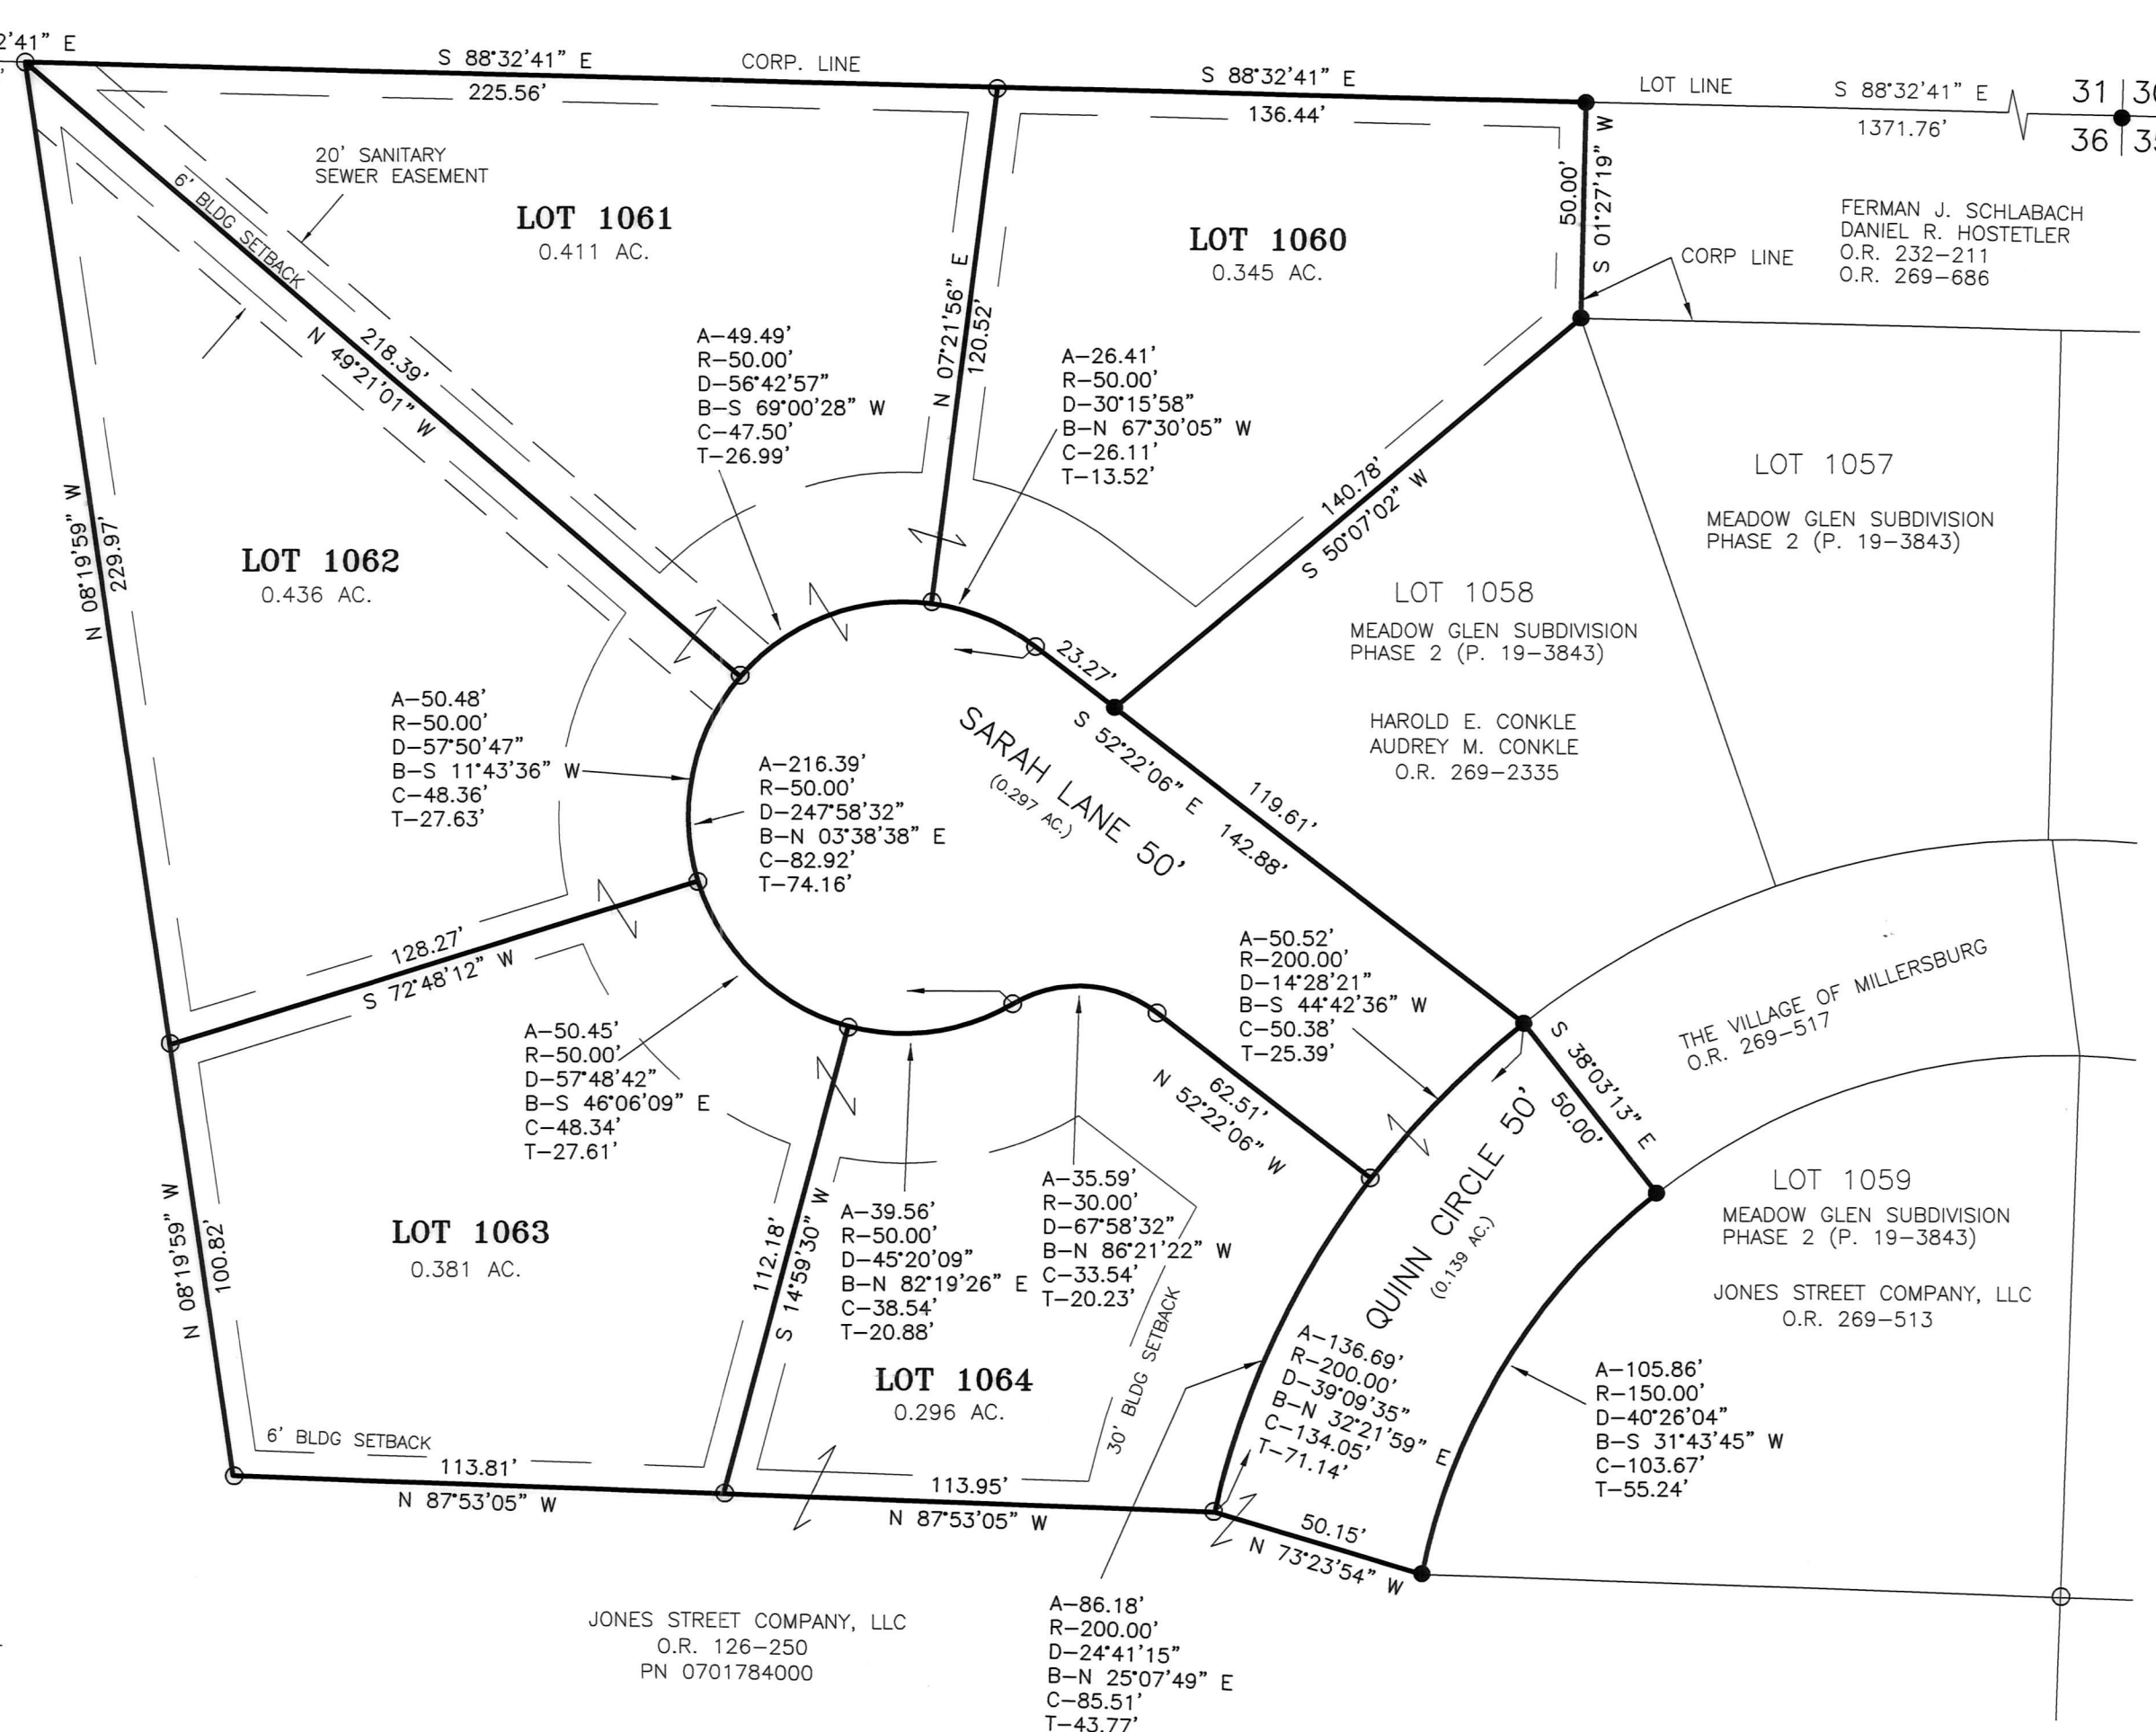 2'41" E
S 88°32'41" E
225.56'
CORP. LINE
S 88°32'41" E
136.44'
LOT LINE
S 88°32'41" E
1371.76'
31
36
20' SANITARY
SEWER EASEMENT
6' BLDG SETBACK
LOT 1061
0.411 AC.
N 07°21'56" E
120.52'
LOT 1060
0.345 AC.
50.00'
S 01°27'19" W
CORP LINE
FERMAN J. SCHLABACH
DANIEL R. HOSTETLER
O.R. 232-211
O.R. 269-686
218.39'
N 49°21'01" W
A-49.49'
R-50.00'
D-56°42'57"
B-S 69°00'28" W
C-47.50'
T-26.99'
A-26.41'
R-50.00'
D-30°15'58"
B-N 67°30'05" W
C-26.11'
T-13.52'
140.78'
S 50°07'02" W
LOT 1057
MEADOW GLEN SUBDIVISION
PHASE 2 (P. 19-3843)
N 08°19'59" W
229.97'
LOT 1062
0.436 AC.
LOT 1058
MEADOW GLEN SUBDIVISION
PHASE 2 (P. 19-3843)
HAROLD E. CONKLE
AUDREY M. CONKLE
O.R. 269-2335
23.27'
S 52°22'06" E
142.88'
119.61'
SARAH LANE 50'
(0.297 AC.)
A-50.48'
R-50.00'
D-57°50'47"
B-S 11°43'36" W
C-48.36'
T-27.63'
A-216.39'
R-50.00'
D-247°58'32"
B-N 03°38'38" E
C-82.92'
T-74.16'
128.27'
S 72°48'12" W
A-50.52'
R-200.00'
D-14°28'21"
B-S 44°42'36" W
C-50.38'
T-25.39'
THE VILLAGE OF MILLERSBURG
O.R. 269-517
A-50.45'
R-50.00'
D-57°48'42"
B-S 46°06'09" E
C-48.34'
T-27.61'
62.51'
N 52°22'06" W
S 38°03'13" E
50.00'
QUINN CIRCLE 50'
(0.139 AC.)
LOT 1059
MEADOW GLEN SUBDIVISION
PHASE 2 (P. 19-3843)
JONES STREET COMPANY, LLC
O.R. 269-513
N 08°19'59" W
100.82'
LOT 1063
0.381 AC.
112.18'
S 14°59'30" W
A-39.56'
R-50.00'
D-45°20'09"
B-N 82°19'26" E
C-38.54'
T-20.88'
A-35.59'
R-30.00'
D-67°58'32"
B-N 86°21'22" W
C-33.54'
T-20.23'
30' BLDG SETBACK
LOT 1064
0.296 AC.
A-136.69'
R-200.00'
D-39°09'35"
B-N 32°21'59" E
C-134.05'
T-71.14'
A-105.86'
R-150.00'
D-40°26'04"
B-S 31°43'45" W
C-103.67'
T-55.24'
6' BLDG SETBACK
113.81'
N 87°53'05" W
113.95'
N 87°53'05" W
50.15'
N 73°23'54" W
JONES STREET COMPANY, LLC
O.R. 126-250
PN 0701784000
A-86.18'
R-200.00'
D-24°41'15"
B-N 25°07'49" E
C-85.51'
T-43.77'